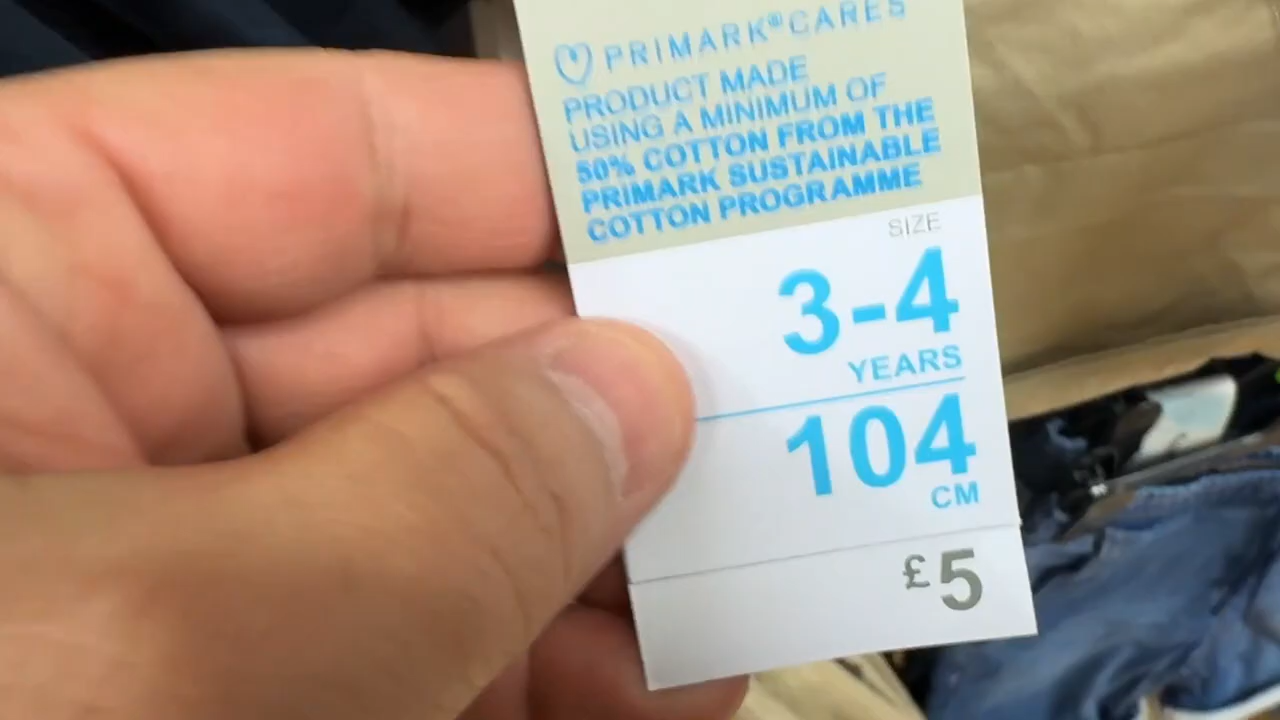 PRIMARK®CARES
PRODUCT MADE
USING A MINIMUM OF
50% COTTON FROM THE
PRIMARK SUSTAINABLE
COTTON PROGRAMME
SIZE
3-4
YEARS
104
CM
£5